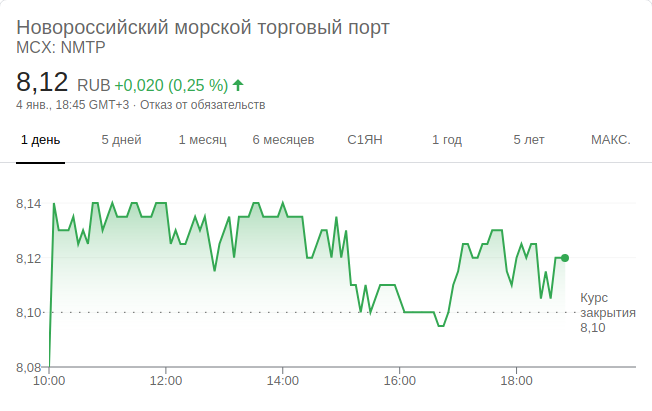 Новороссийский морской торговый порт
MCX: NMTP
8,12 RUB +0,020 (0,25 %)
4 янв., 18:45 GMT+3 · Отказ от обязательств
1 день 5 дней 1 месяц 6 месяцев С1ЯН 1 год 5 лет МАКС.
8,14
8,12
8,10
Курс
закрытия
8,10
8,08
10:00 12:00 14:00 16:00 18:00